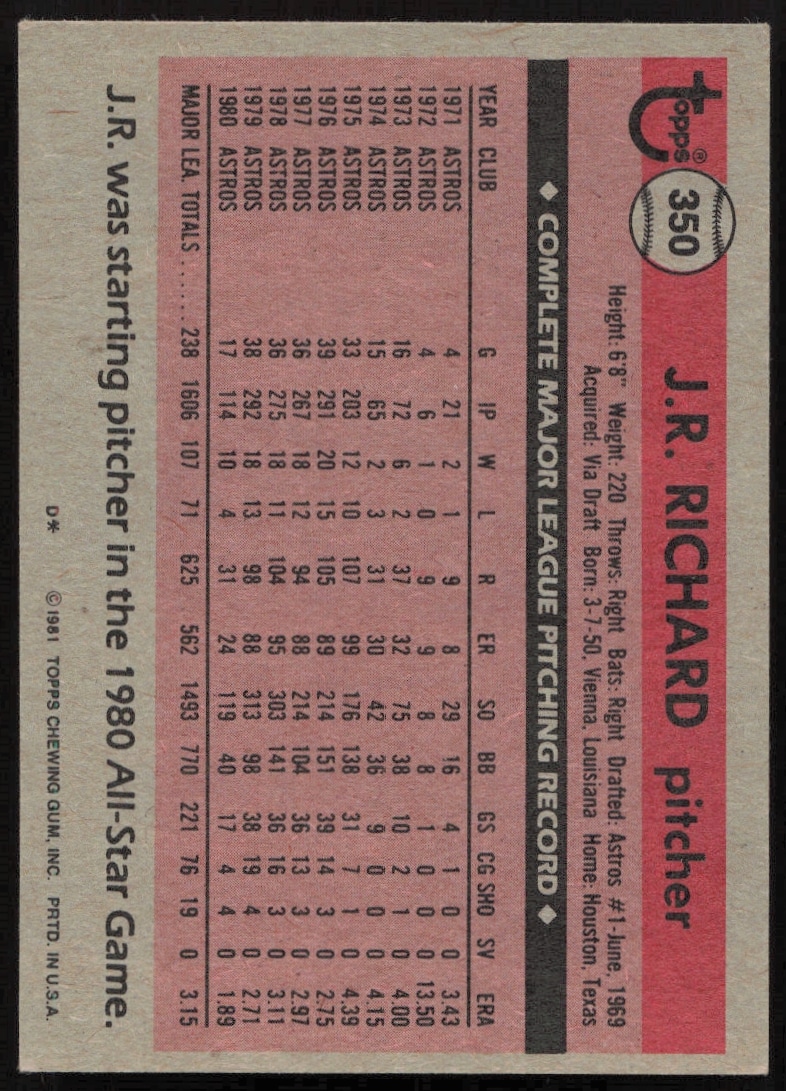 topps® 350 J.R. RICHARD pitcher
Height: 6'8" Weight: 220 Throws: Right Bats: Right Drafted: Astros #1-June, 1969
Acquired: Via Draft Born: 3-7-50, Vienna, Louisiana Home: Houston, Texas
◆ COMPLETE MAJOR LEAGUE PITCHING RECORD ◆
YEAR CLUB G IP W L R ER SO BB GS CG SHO SV ERA
1971 ASTROS 4 21 2 1 9 8 29 16 4 1 0 0 3.43
1972 ASTROS 4 6 1 0 9 9 8 8 1 0 0 0 13.50
1973 ASTROS 16 72 6 2 37 32 75 38 10 2 1 0 4.00
1974 ASTROS 15 65 2 3 31 30 42 36 9 0 0 0 4.15
1975 ASTROS 33 203 12 10 107 99 176 138 31 7 1 0 4.39
1976 ASTROS 39 291 20 15 105 89 214 151 39 14 3 0 2.75
1977 ASTROS 36 267 18 12 94 88 214 104 36 13 3 0 2.97
1978 ASTROS 36 275 18 11 104 95 303 141 36 16 3 0 3.11
1979 ASTROS 38 292 18 13 98 88 313 98 38 19 4 0 2.71
1980 ASTROS 17 114 10 4 31 24 119 40 17 4 4 0 1.89
MAJOR LEA. TOTALS...... 238 1606 107 71 625 562 1493 770 221 76 19 0 3.15
J.R. was starting pitcher in the 1980 All-Star Game.
D* © 1981 TOPPS CHEWING GUM, INC. PRTD. IN U.S.A.